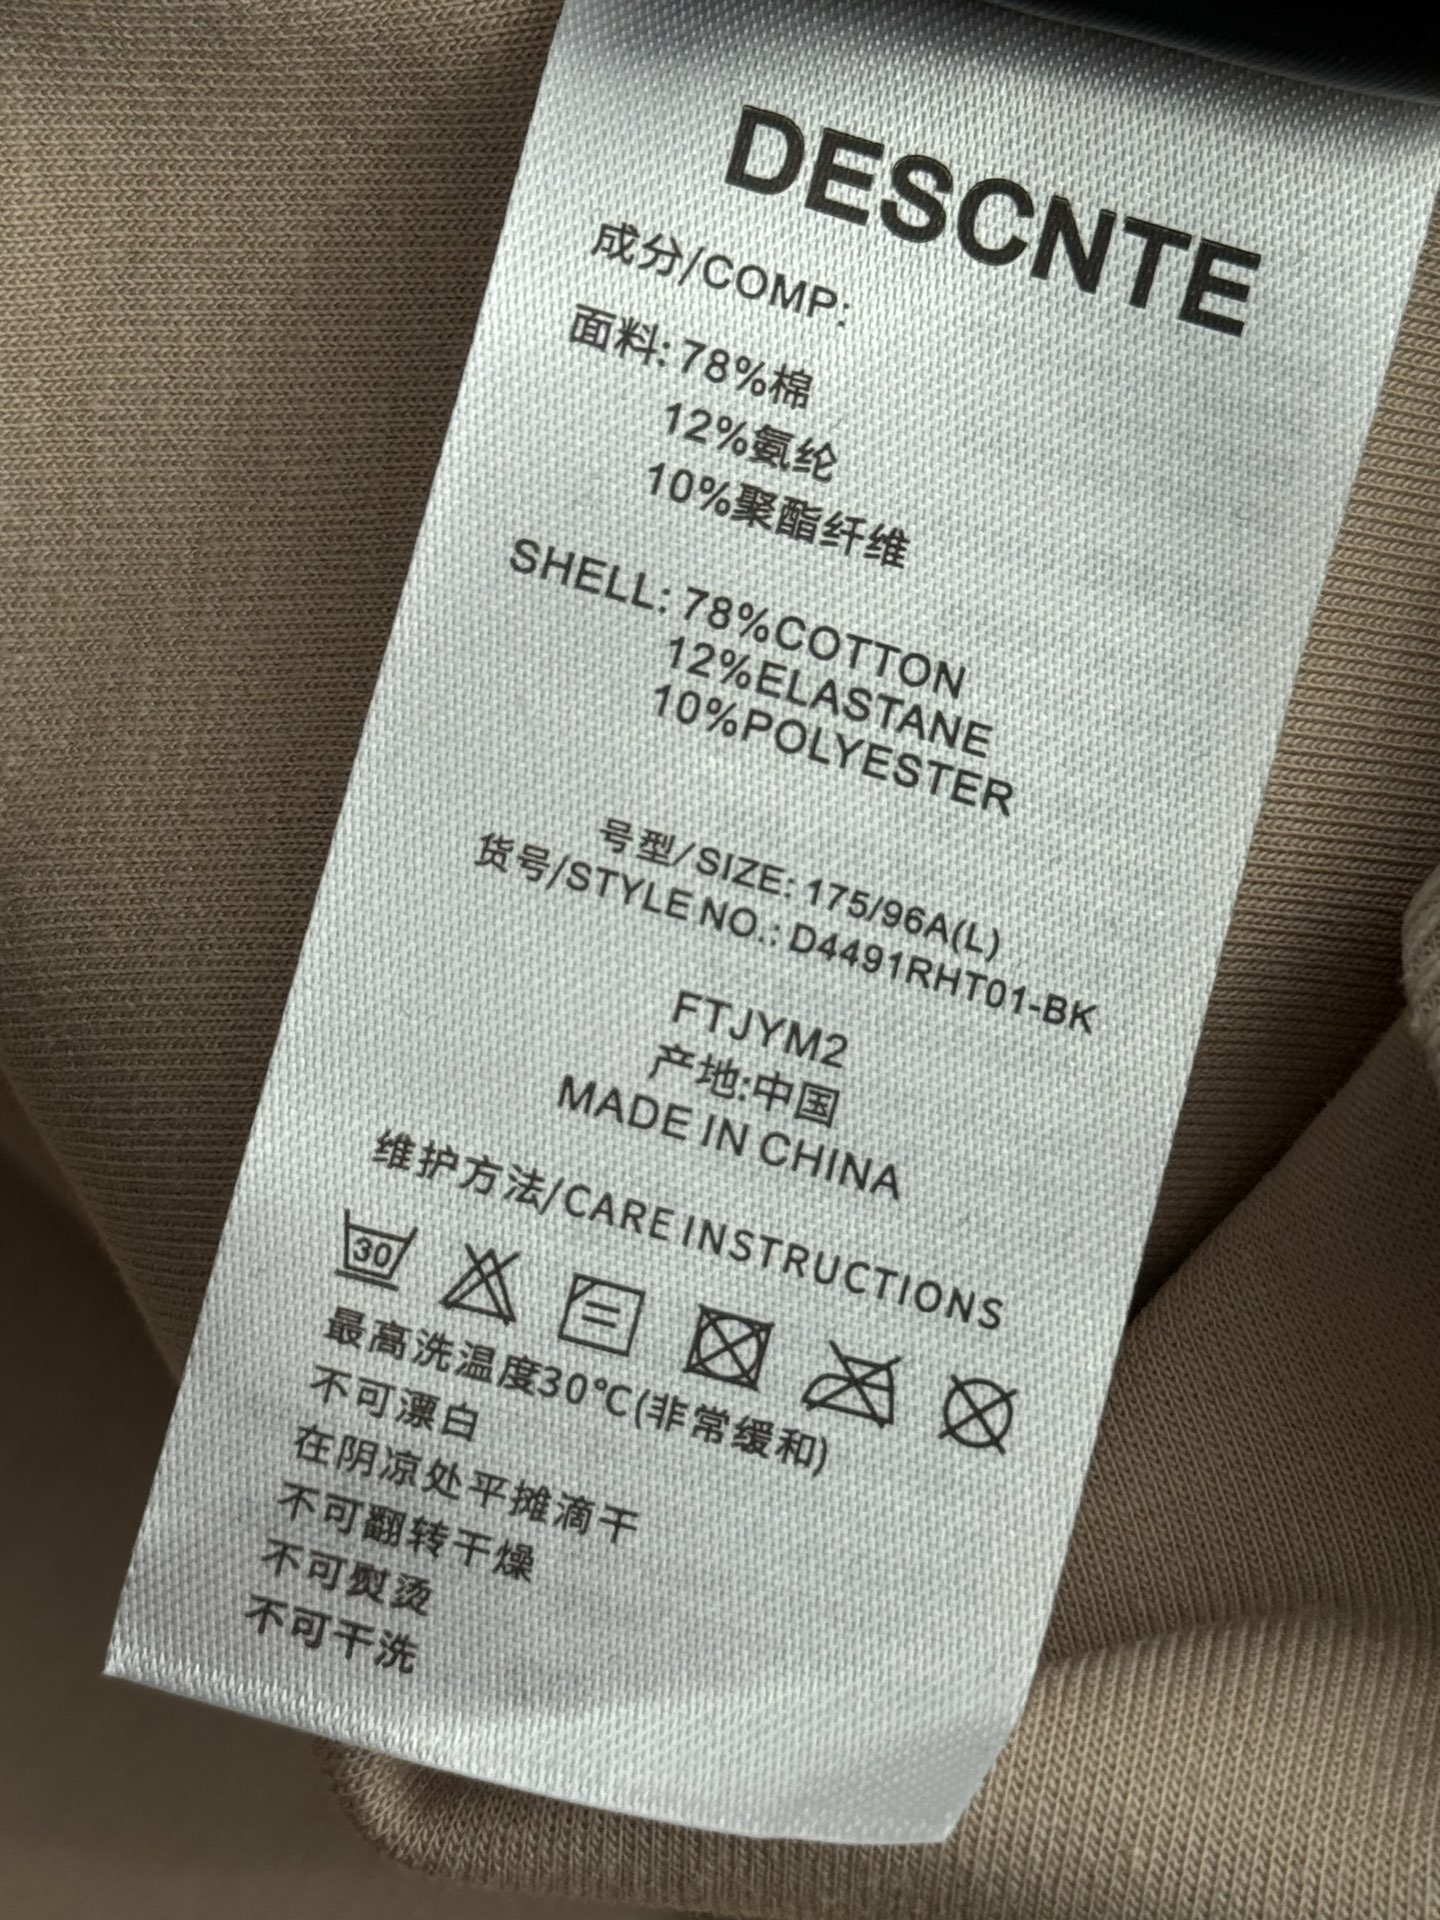 DESCNTE
成分/COMP:
面料: 78%棉
12%氨纶
10%聚酯纤维
SHELL: 78%COTTON
12%ELASTANE
10%POLYESTER
号型/SIZE: 175/96A(L)
货号/STYLE NO.: D4491RHT01-BK
FTJYM2
产地:中国
MADE IN CHINA
维护方法/CARE INSTRUCTIONS
30
最高洗温度30℃(非常缓和)
不可漂白
在阴凉处平摊滴干
不可翻转干燥
不可熨烫
不可干洗